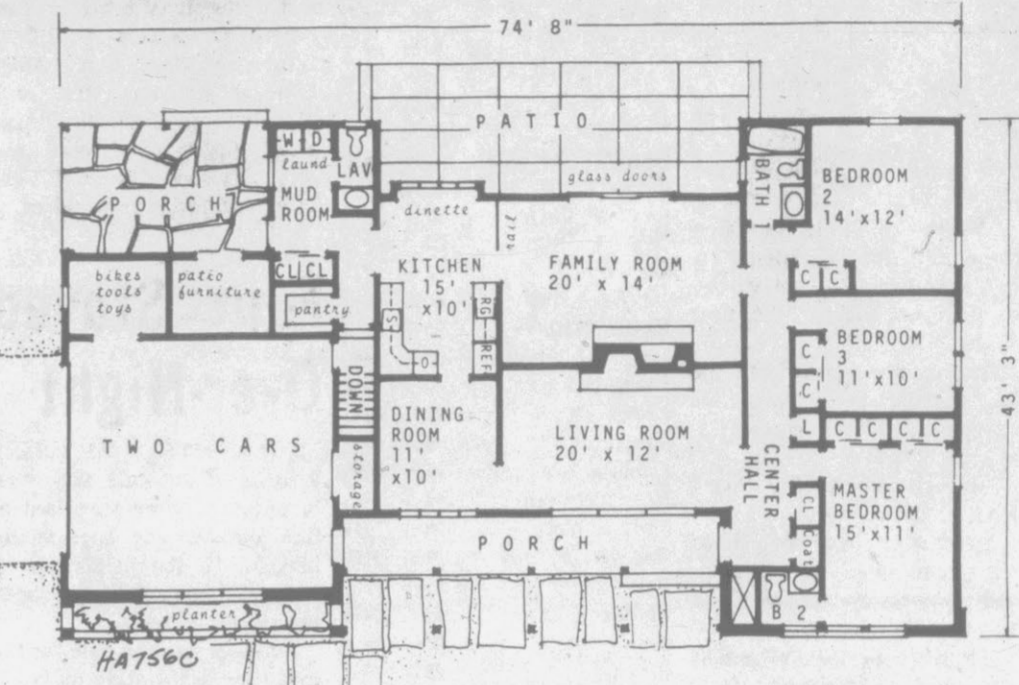 74' 8"
PATIO
W D
laund
LAV
MUD
ROOM
PORCH
glass doors
dinette
rail
BATH 1
BEDROOM
2
14'x12'
CL CL
bikes
tools
toys
patio
furniture
pantry
KITCHEN
15'
x10'
S
RG
REF
O
FAMILY ROOM
20' x 14'
C C
BEDROOM
3
11'x10'
C
C
L
C C C C
43' 3"
DOWN
TWO CARS
storage
DINING
ROOM
11'
x10'
LIVING ROOM
20' x 12'
CENTER
HALL
CL
Coat
MASTER
BEDROOM
15'x11'
PORCH
B 2
planter
HA756C